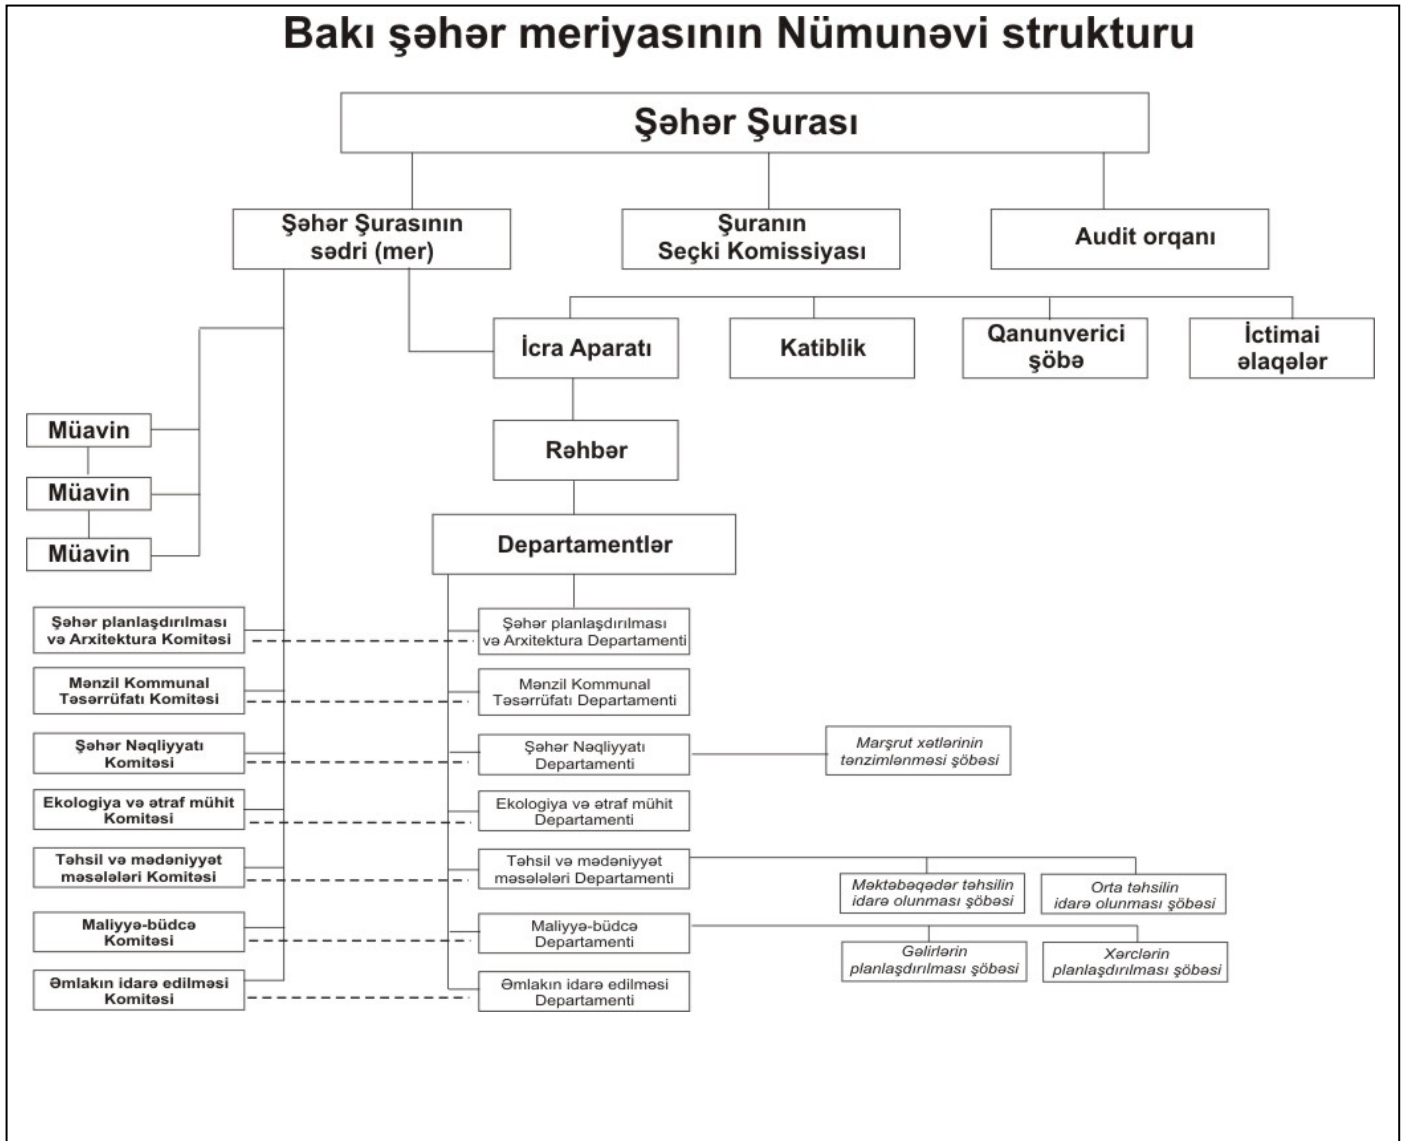 Bakı şəhər meriyasının Nümunəvi strukturu
Şəhər Şurası
Şəhər Şurasının
sədri (mer)
Şuranın
Seçki Komissiyası
Audit orqanı
İcra Aparatı
Katiblik
Qanunverici
şöbə
İctimai
əlaqələr
Müavin
Müavin
Müavin
Rəhbər
Departamentlər
Şəhər planlaşdırılması
və Arxitektura Komitəsi
Şəhər planlaşdırılması
və Arxitektura Departamenti
Mənzil Kommunal
Təsərrüfatı Komitəsi
Mənzil Kommunal
Təsərrüfatı Departamenti
Şəhər Nəqliyyatı
Komitəsi
Şəhər Nəqliyyatı
Departamenti
Marşrut xətlərinin
tənzimlənməsi şöbəsi
Ekologiya və ətraf mühit
Komitəsi
Ekologiya və ətraf mühit
Departamenti
Təhsil və mədəniyyət
məsələləri Komitəsi
Təhsil və mədəniyyət
məsələləri Departamenti
Məktəbəqədər təhsilin
idarə olunması şöbəsi
Orta təhsilin
idarə olunması şöbəsi
Maliyyə-büdcə
Komitəsi
Maliyyə-büdcə
Departamenti
Gəlirlərin
planlaşdırılması şöbəsi
Xərclərin
planlaşdırılması şöbəsi
Əmlakın idarə edilməsi
Komitəsi
Əmlakın idarə edilməsi
Departamenti